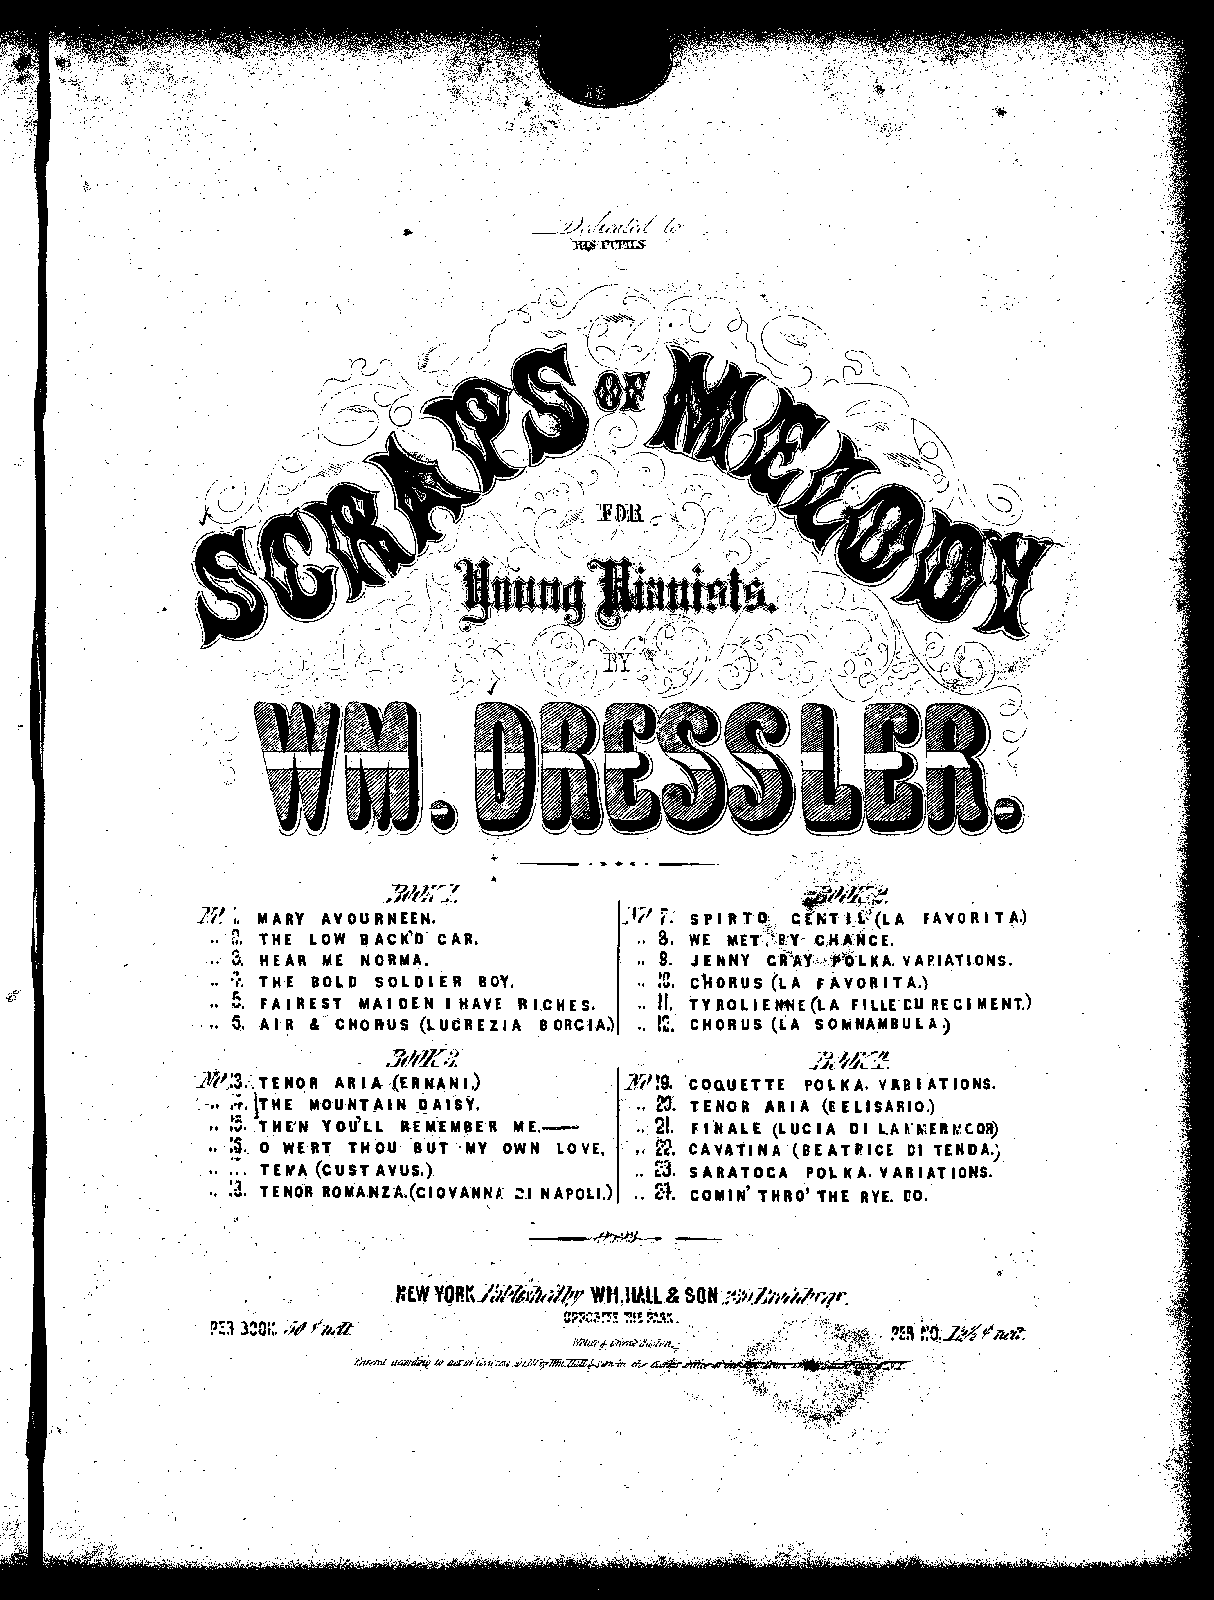 Dedicated to
HIS PUPILS
SCRAPS OF MELODY
FOR
Young Pianists.
BY
WM. DRESSLER.
BOOK 1.
No. 1. MARY AVOURNEEN.
.. 2. THE LOW BACK'D CAR.
.. 3. HEAR ME NORMA.
.. 4. THE BOLD SOLDIER BOY.
.. 5. FAIREST MAIDEN I HAVE RICHES.
.. 6. AIR & CHORUS (LUCREZIA BORGIA.)
BOOK 2.
No. 7. SPIRTO GENTIL (LA FAVORITA.)
.. 8. WE MET BY CHANCE.
.. 9. JENNY GRAY POLKA. VARIATIONS.
.. 10. CHORUS (LA FAVORITA.)
.. 11. TYROLIENNE (LA FILLE DU REGIMENT.)
.. 12. CHORUS (LA SOMNAMBULA.)
BOOK 3.
No. 13. TENOR ARIA (ERNANI.)
.. 14. THE MOUNTAIN DAISY.
.. 15. THEN YOU'LL REMEMBER ME.
.. 16. O WERT THOU BUT MY OWN LOVE.
.. TEMA (GUSTAVUS.)
.. 18. TENOR ROMANZA. (GIOVANNA DI NAPOLI.)
BOOK 4.
No. 19. COQUETTE POLKA. VARIATIONS.
.. 20. TENOR ARIA (BELISARIO.)
.. 21. FINALE (LUCIA DI LAMMERMOOR)
.. 22. CAVATINA (BEATRICE DI TENDA.)
.. 23. SARATOGA POLKA. VARIATIONS.
.. 24. COMIN' THRO' THE RYE. DO.
NEW YORK Published by WM. HALL & SON 239 Broadway.
OPPOSITE THE PARK.
PER BOOK. 50 ¢ nett.
PER NO. 12½ ¢ nett.